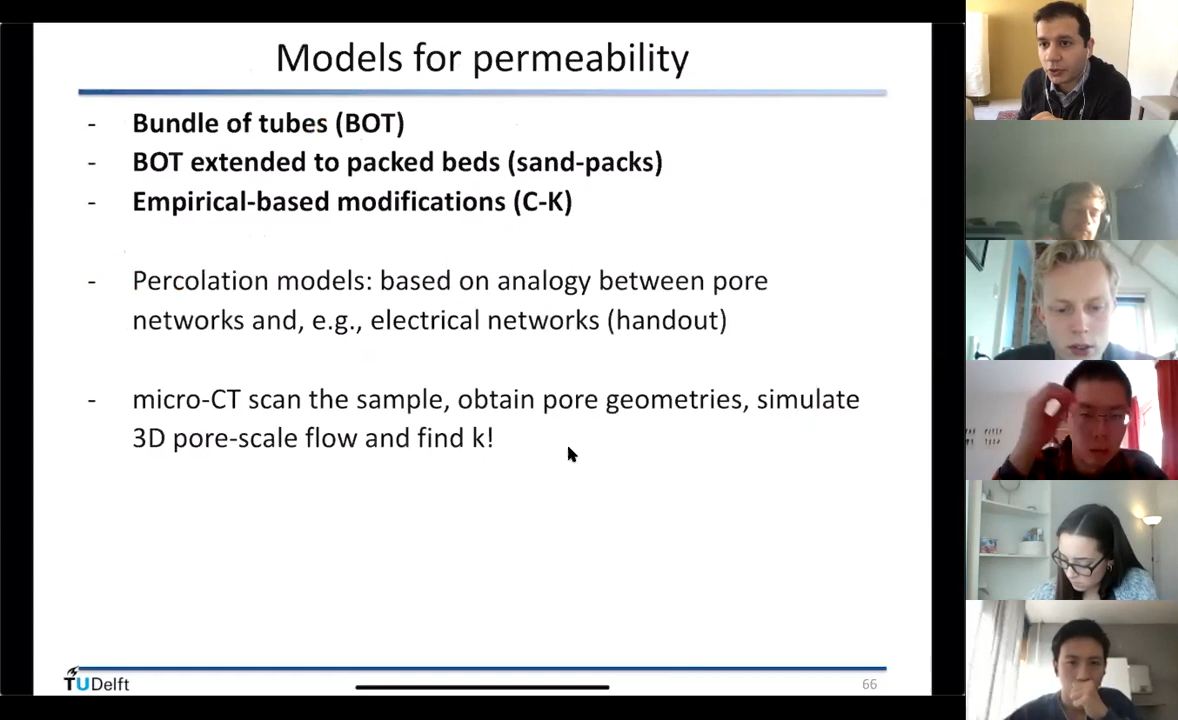 Models for permeability
- Bundle of tubes (BOT)
- BOT extended to packed beds (sand-packs)
- Empirical-based modifications (C-K)
- Percolation models: based on analogy between pore
networks and, e.g., electrical networks (handout)
- micro-CT scan the sample, obtain pore geometries, simulate
3D pore-scale flow and find k!
TUDelft
66